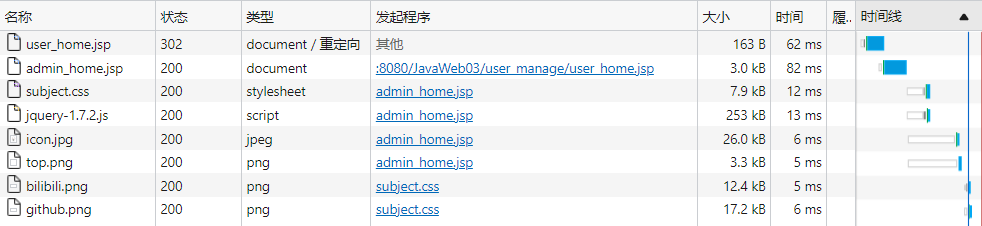 名称 状态 类型 发起程序 大小 时间 履.. 时间线
user_home.jsp 302 document / 重定向 其他 163 B 62 ms
admin_home.jsp 200 document :8080/JavaWeb03/user_manage/user_home.jsp 3.0 kB 82 ms
subject.css 200 stylesheet admin_home.jsp 7.9 kB 12 ms
jquery-1.7.2.js 200 script admin_home.jsp 253 kB 13 ms
icon.jpg 200 jpeg admin_home.jsp 26.0 kB 6 ms
top.png 200 png admin_home.jsp 3.3 kB 5 ms
bilibili.png 200 png subject.css 12.4 kB 5 ms
github.png 200 png subject.css 17.2 kB 6 ms